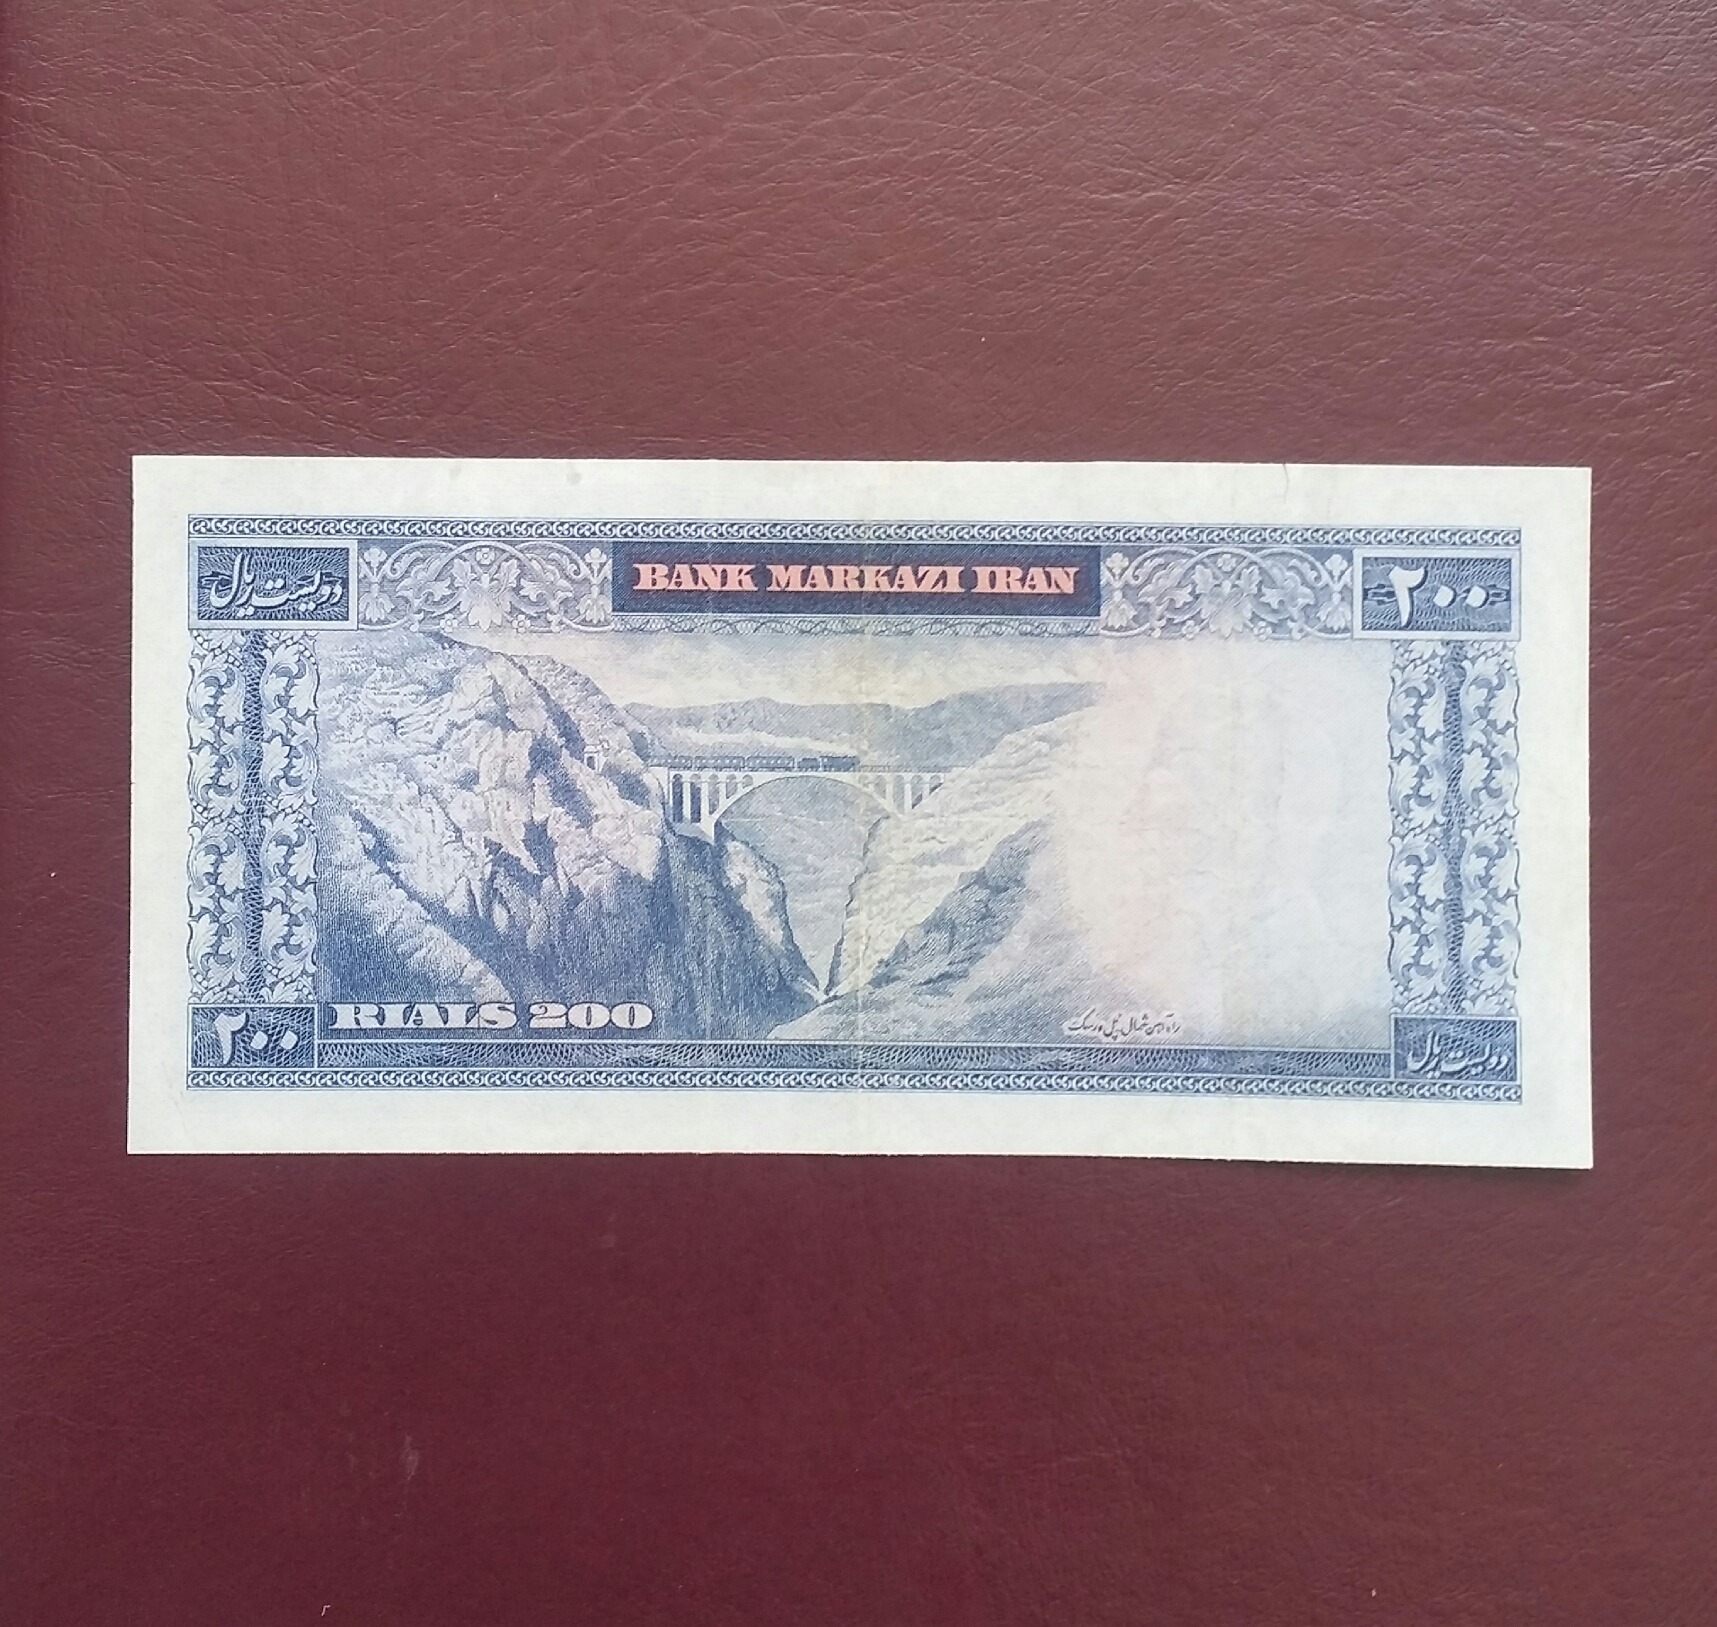 دویست ریال
BANK MARKAZI IRAN
۲۰۰
RIALS 200
۲۰۰
راه آهن شمال پل ورسک
دویست ریال